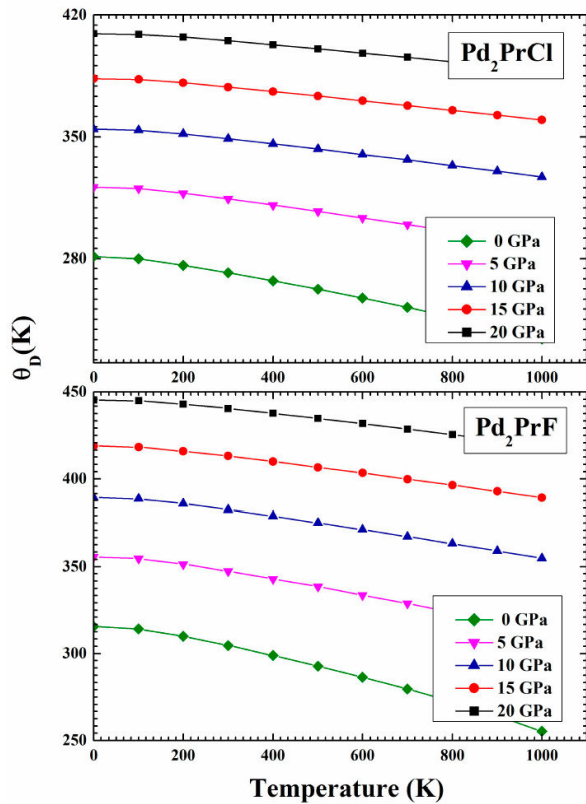 420
Pd₂PrCl
350
0 GPa
5 GPa
280
10 GPa
15 GPa
20 GPa
θ_D(K)
0 200 400 600 800 1000
450
Pd₂PrF
400
350
0 GPa
5 GPa
10 GPa
300
15 GPa
20 GPa
250
0 200 400 600 800 1000
Temperature (K)